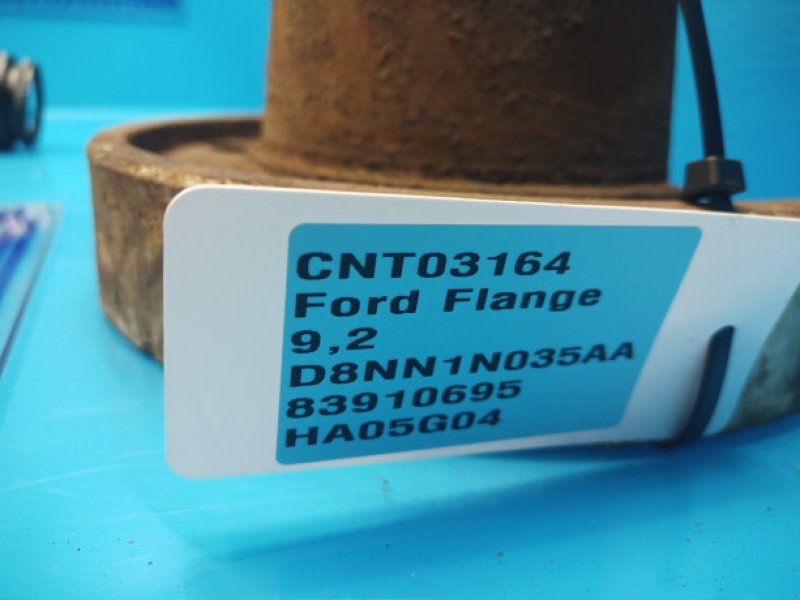 CNT03164
Ford Flange
9,2
D8NN1N035AA
83910695
HA05G04